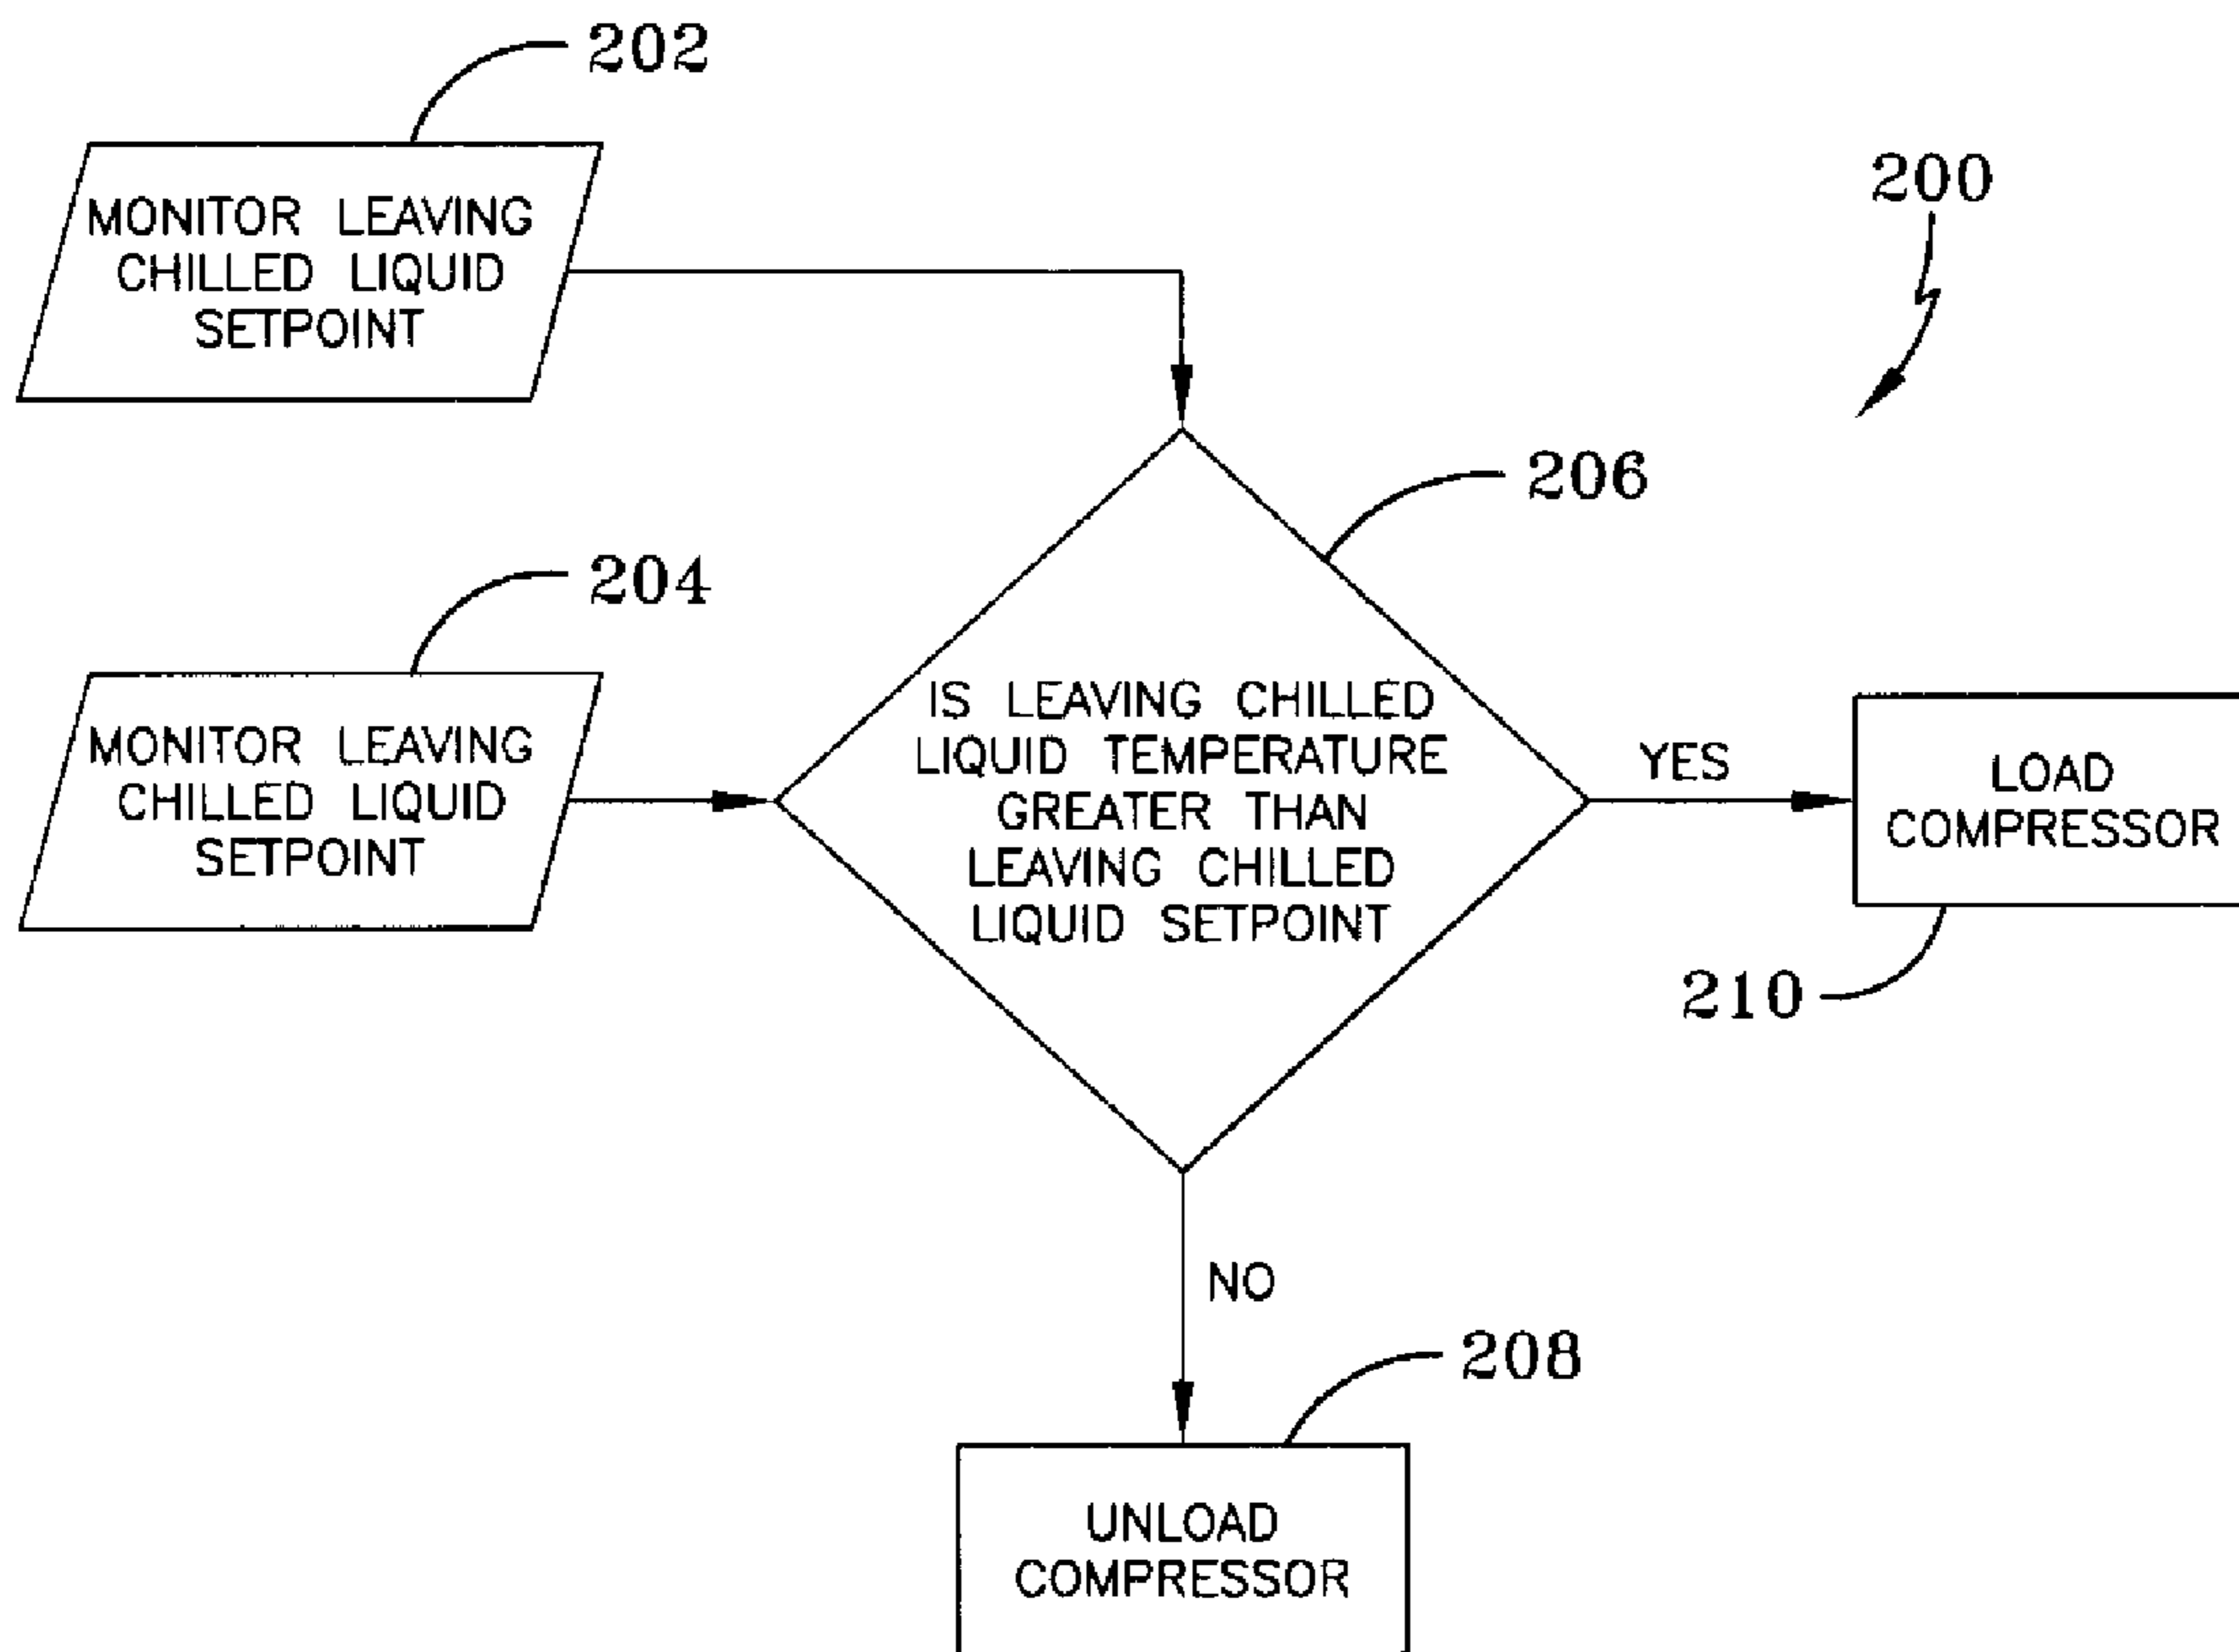 202
MONITOR LEAVING
CHILLED LIQUID
SETPOINT
200
206
204
MONITOR LEAVING
CHILLED LIQUID
SETPOINT
IS LEAVING CHILLED
LIQUID TEMPERATURE
GREATER THAN
LEAVING CHILLED
LIQUID SETPOINT
YES
LOAD
COMPRESSOR
210
NO
208
UNLOAD
COMPRESSOR